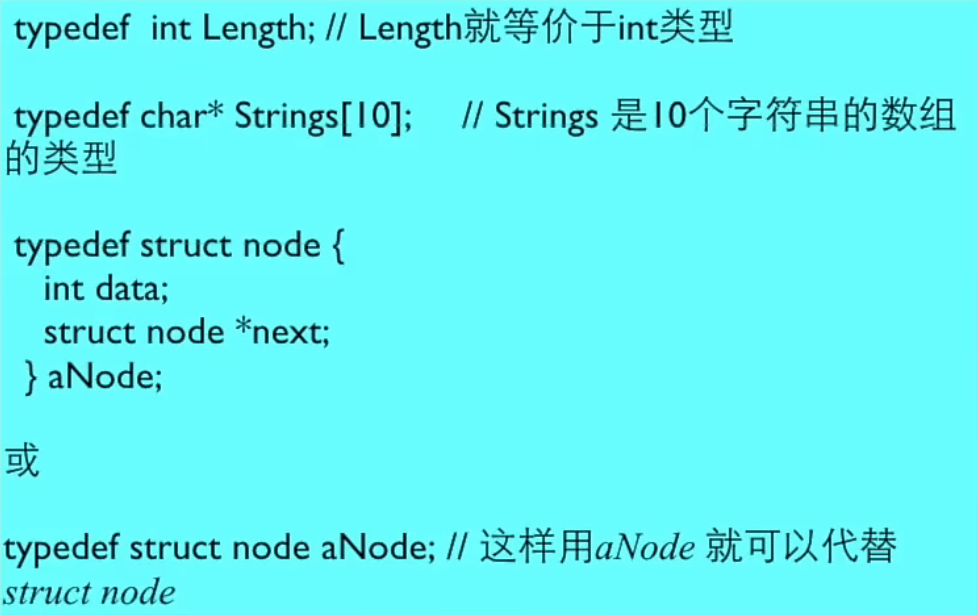 typedef int Length; // Length就等价于int类型
typedef char* Strings[10]; // Strings 是10个字符串的数组
的类型
typedef struct node {
int data;
struct node *next;
} aNode;
或
typedef struct node aNode; // 这样用aNode 就可以代替
struct node